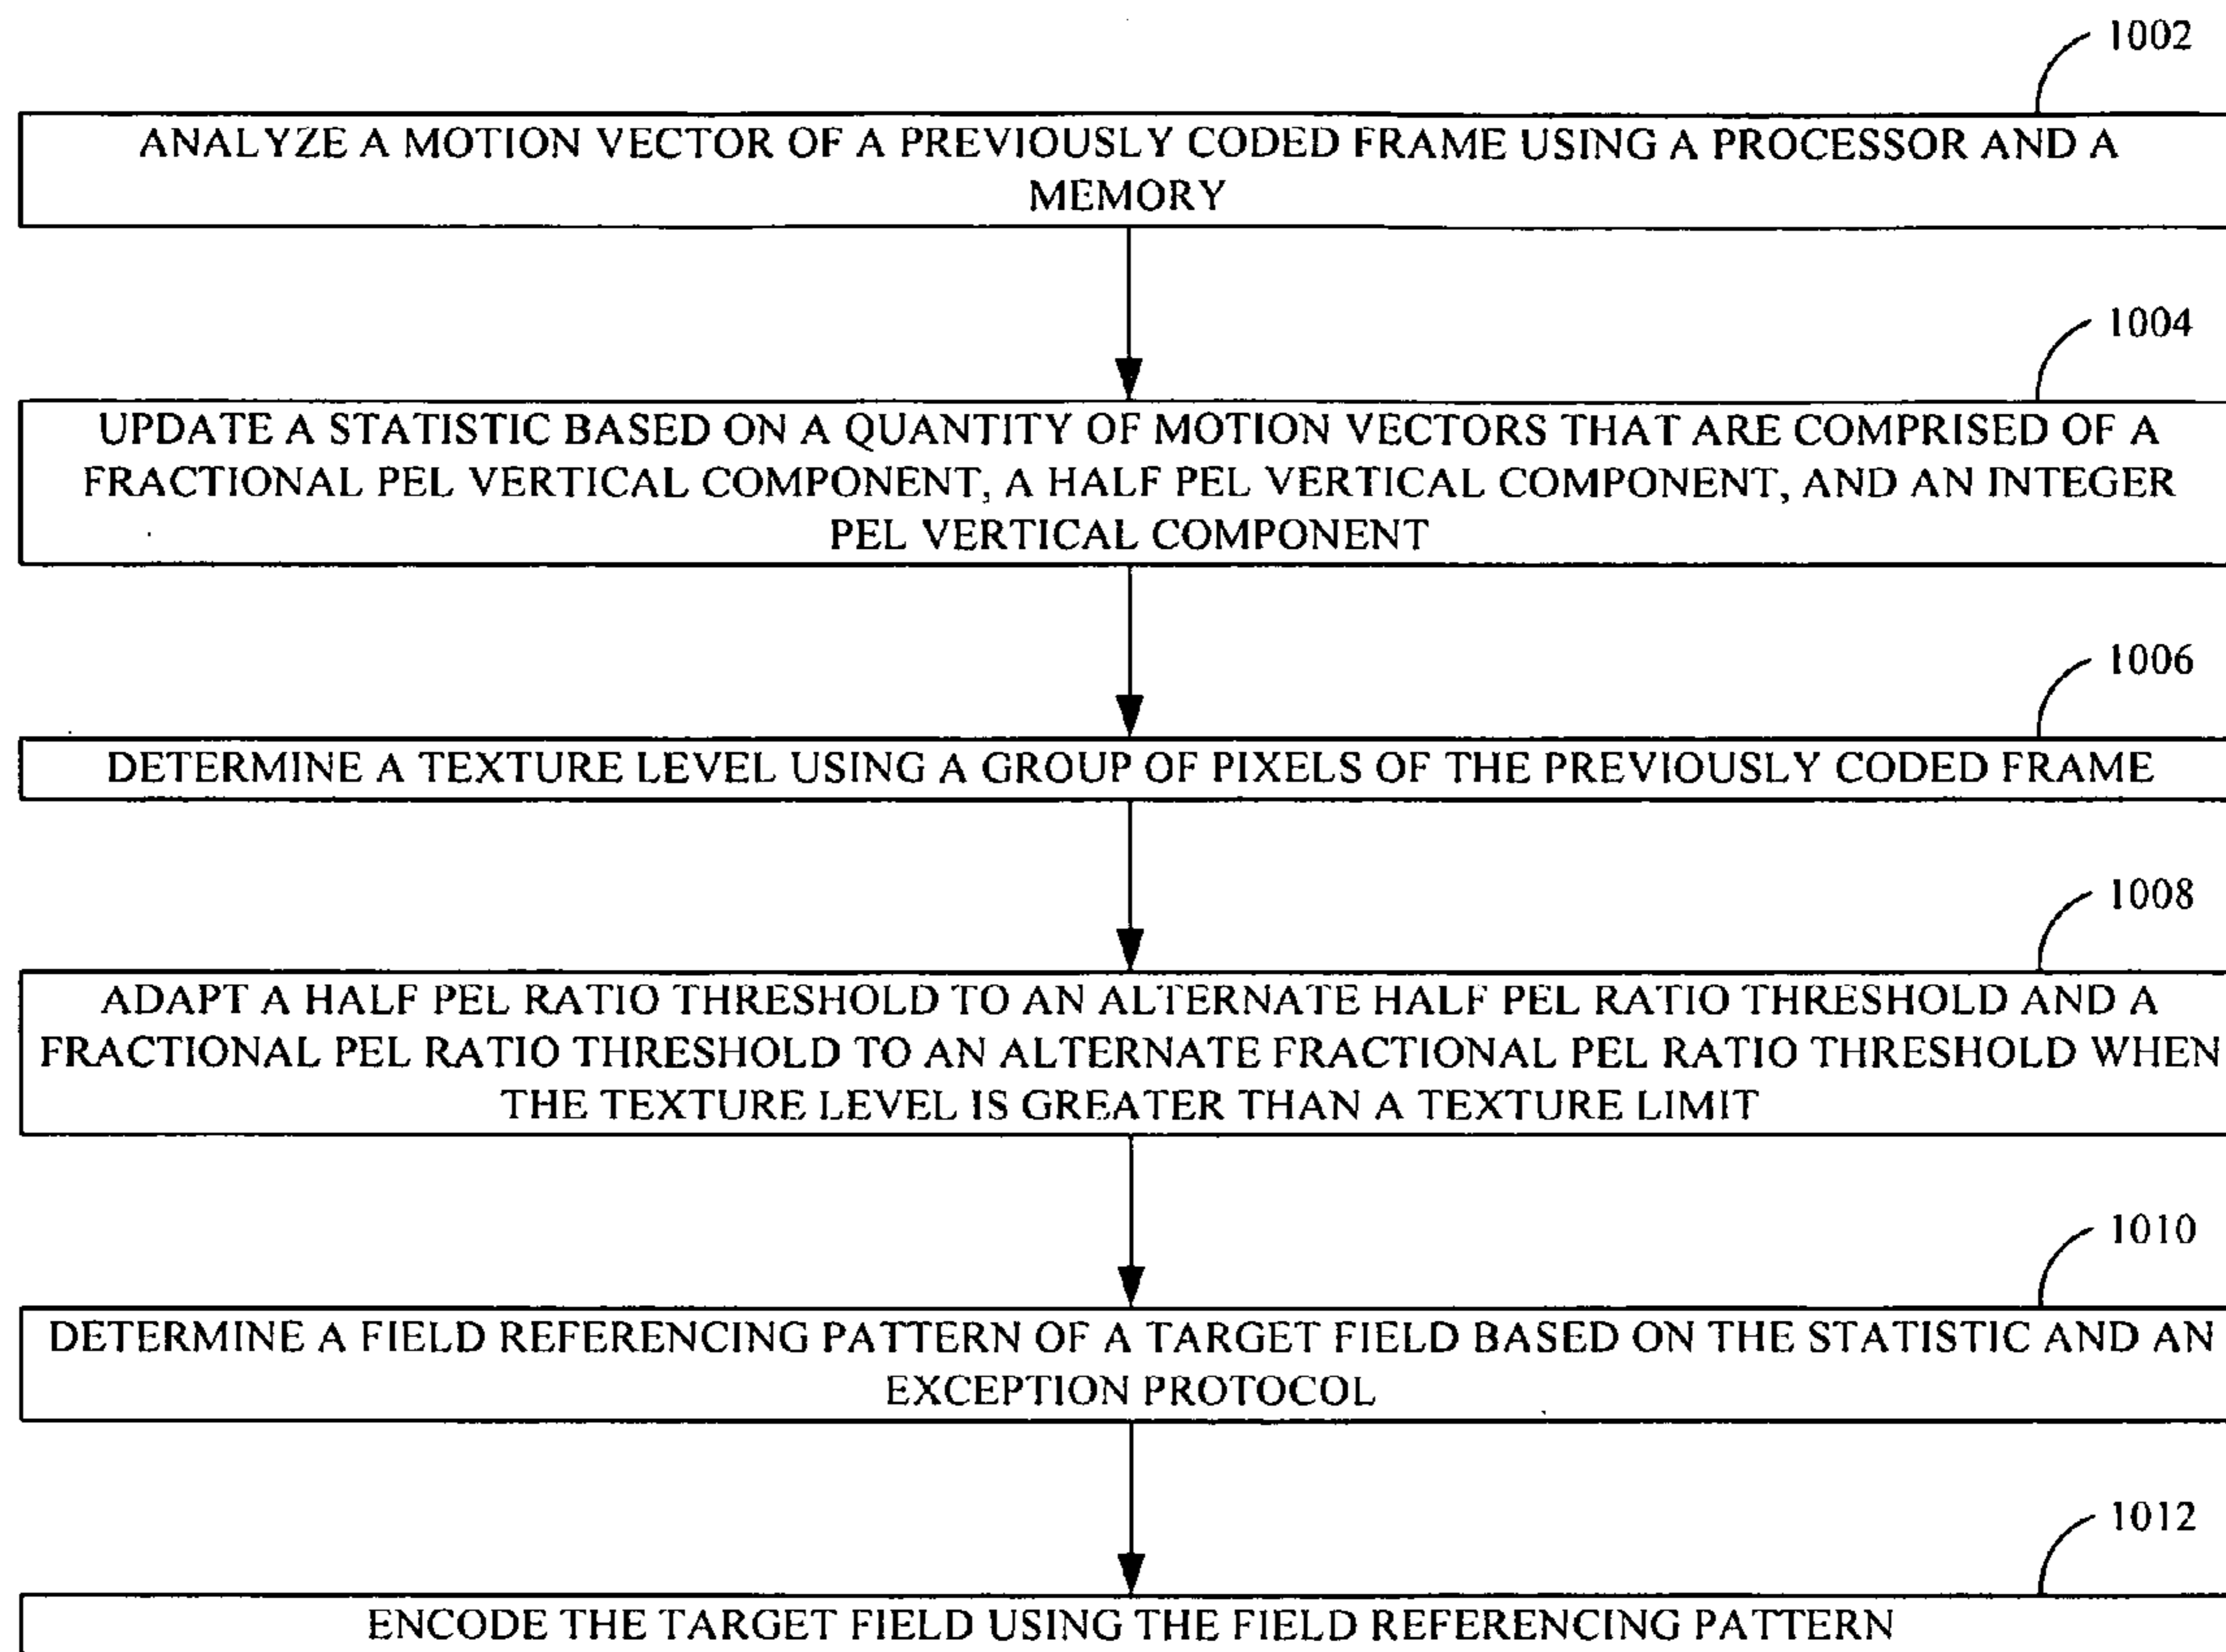 1002
ANALYZE A MOTION VECTOR OF A PREVIOUSLY CODED FRAME USING A PROCESSOR AND A
MEMORY
1004
UPDATE A STATISTIC BASED ON A QUANTITY OF MOTION VECTORS THAT ARE COMPRISED OF A
FRACTIONAL PEL VERTICAL COMPONENT, A HALF PEL VERTICAL COMPONENT, AND AN INTEGER
PEL VERTICAL COMPONENT
1006
DETERMINE A TEXTURE LEVEL USING A GROUP OF PIXELS OF THE PREVIOUSLY CODED FRAME
1008
ADAPT A HALF PEL RATIO THRESHOLD TO AN ALTERNATE HALF PEL RATIO THRESHOLD AND A
FRACTIONAL PEL RATIO THRESHOLD TO AN ALTERNATE FRACTIONAL PEL RATIO THRESHOLD WHEN
THE TEXTURE LEVEL IS GREATER THAN A TEXTURE LIMIT
1010
DETERMINE A FIELD REFERENCING PATTERN OF A TARGET FIELD BASED ON THE STATISTIC AND AN
EXCEPTION PROTOCOL
1012
ENCODE THE TARGET FIELD USING THE FIELD REFERENCING PATTERN